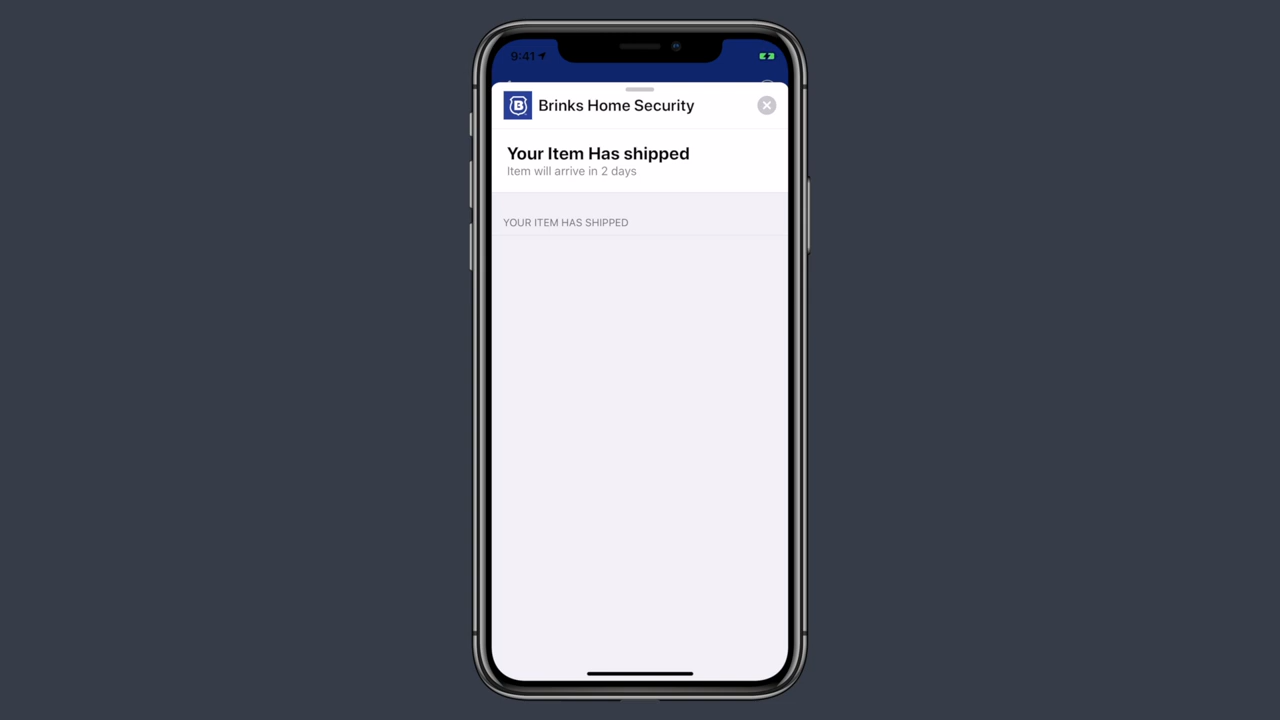 9:41
B Brinks Home Security
Your Item Has shipped
Item will arrive in 2 days
YOUR ITEM HAS SHIPPED